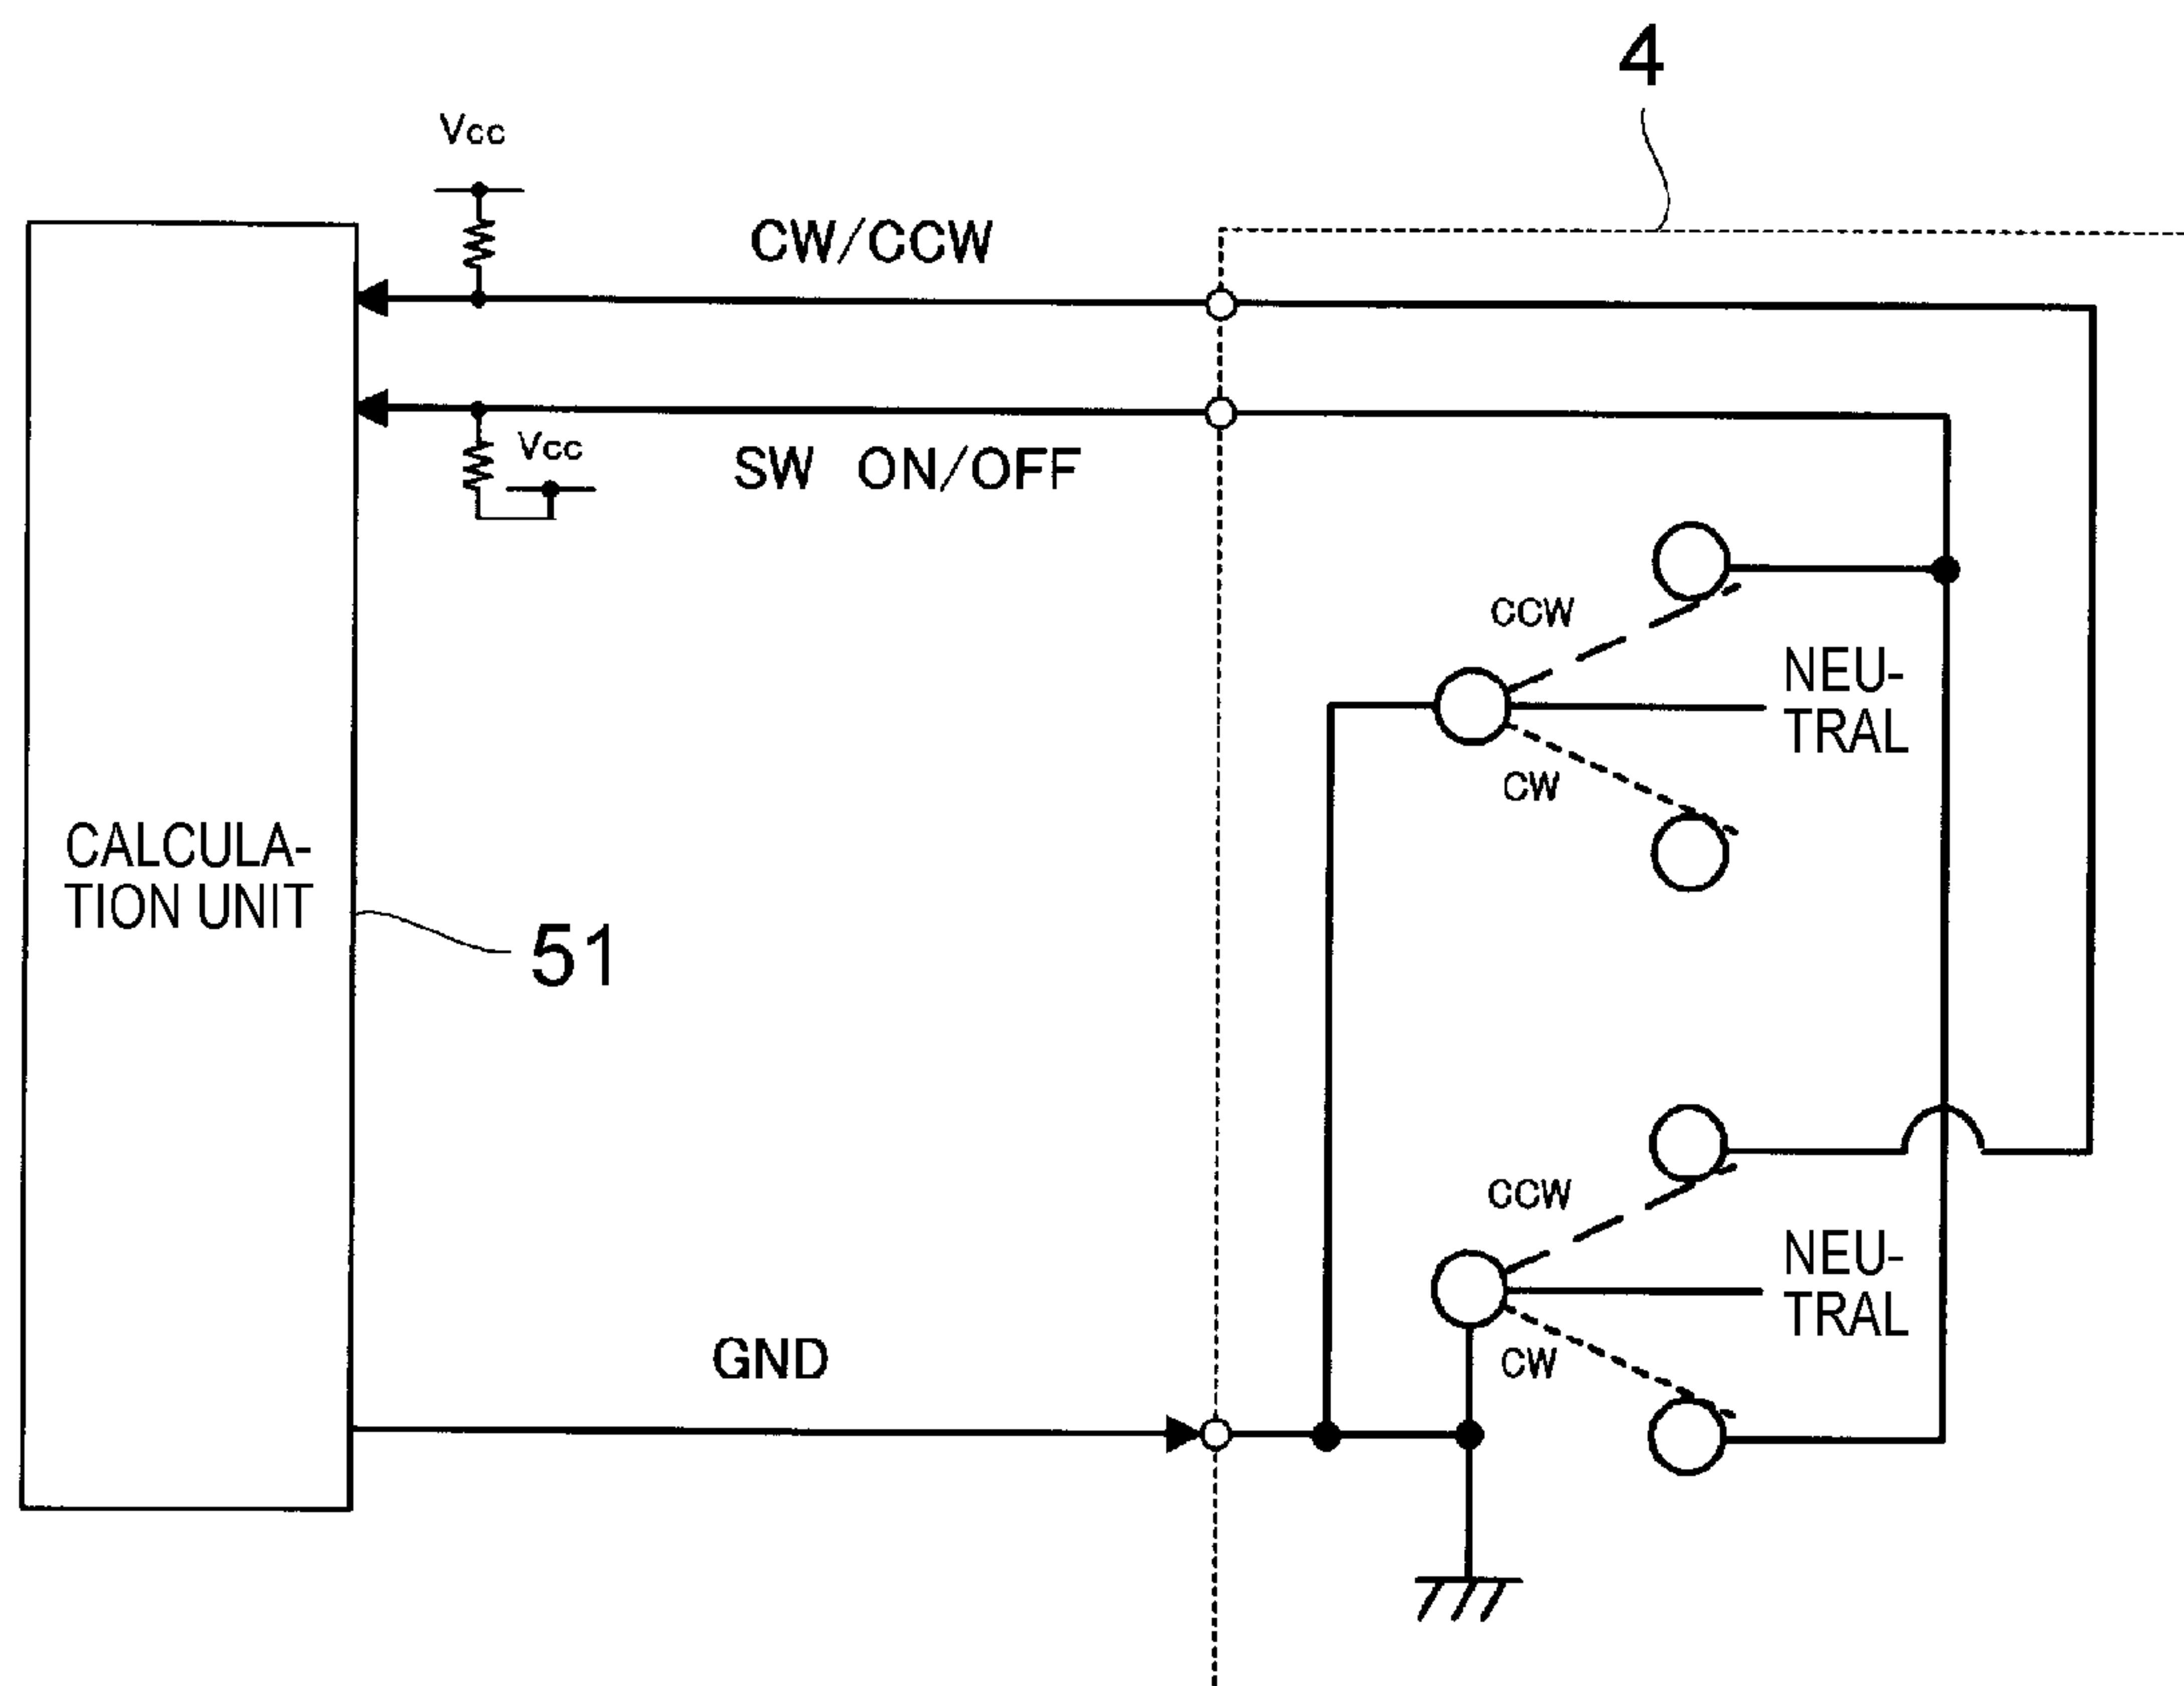 4
Vcc
CW/CCW
Vcc
SW ON/OFF
CCW
NEU-
TRAL
CW
CALCULA-
TION UNIT
51
CCW
NEU-
TRAL
CW
GND